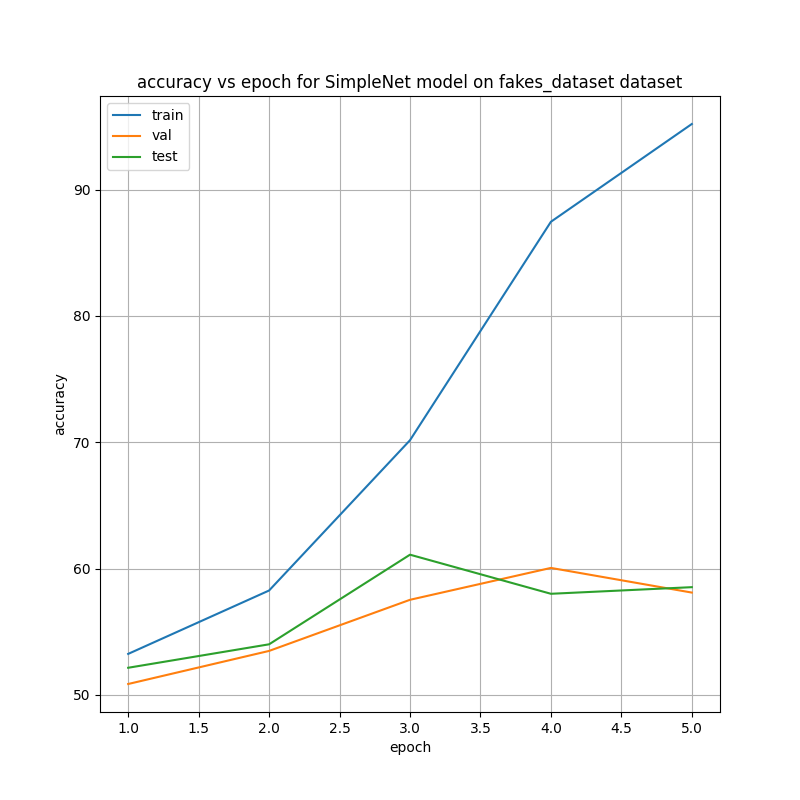 accuracy vs epoch for SimpleNet model on fakes_dataset dataset
train
val
test
90
80
70
60
50
accuracy
1.0 1.5 2.0 2.5 3.0 3.5 4.0 4.5 5.0
epoch